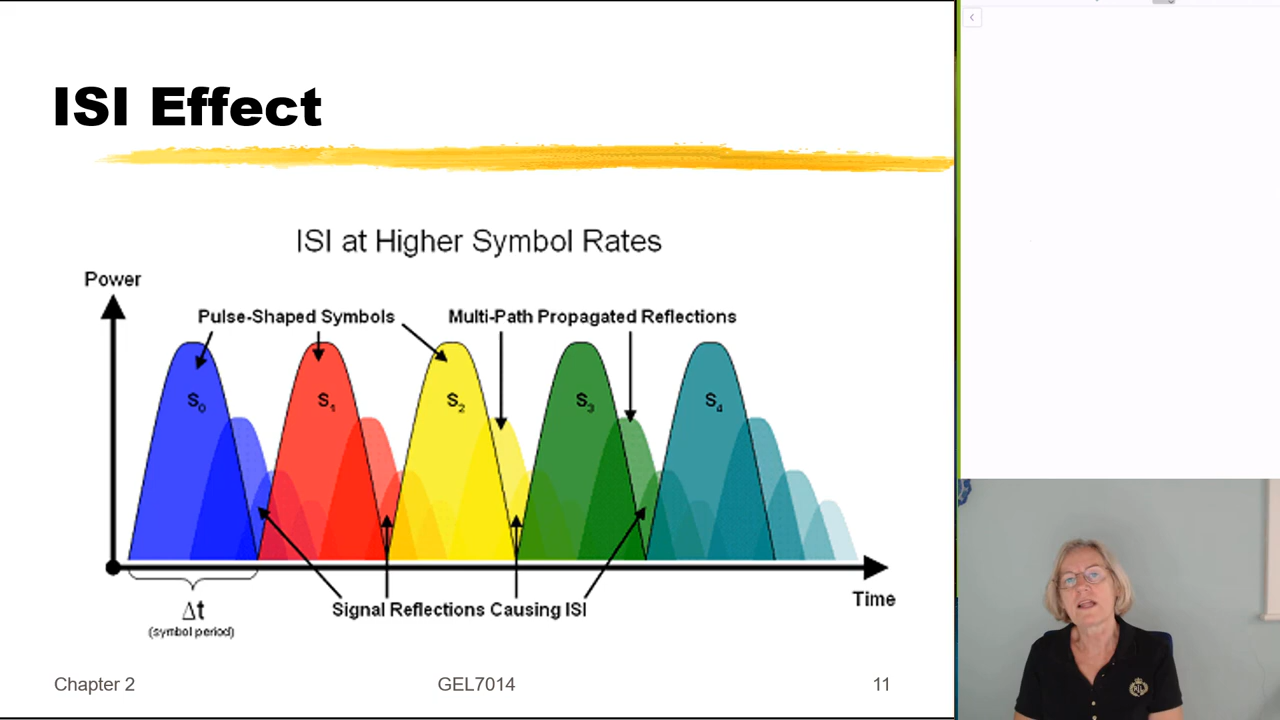 ISI Effect
ISI at Higher Symbol Rates
Power
Pulse-Shaped Symbols
Multi-Path Propagated Reflections
S0
S1
S2
S3
S4
Signal Reflections Causing ISI
Time
Δt
(symbol period)
Chapter 2
GEL7014
11